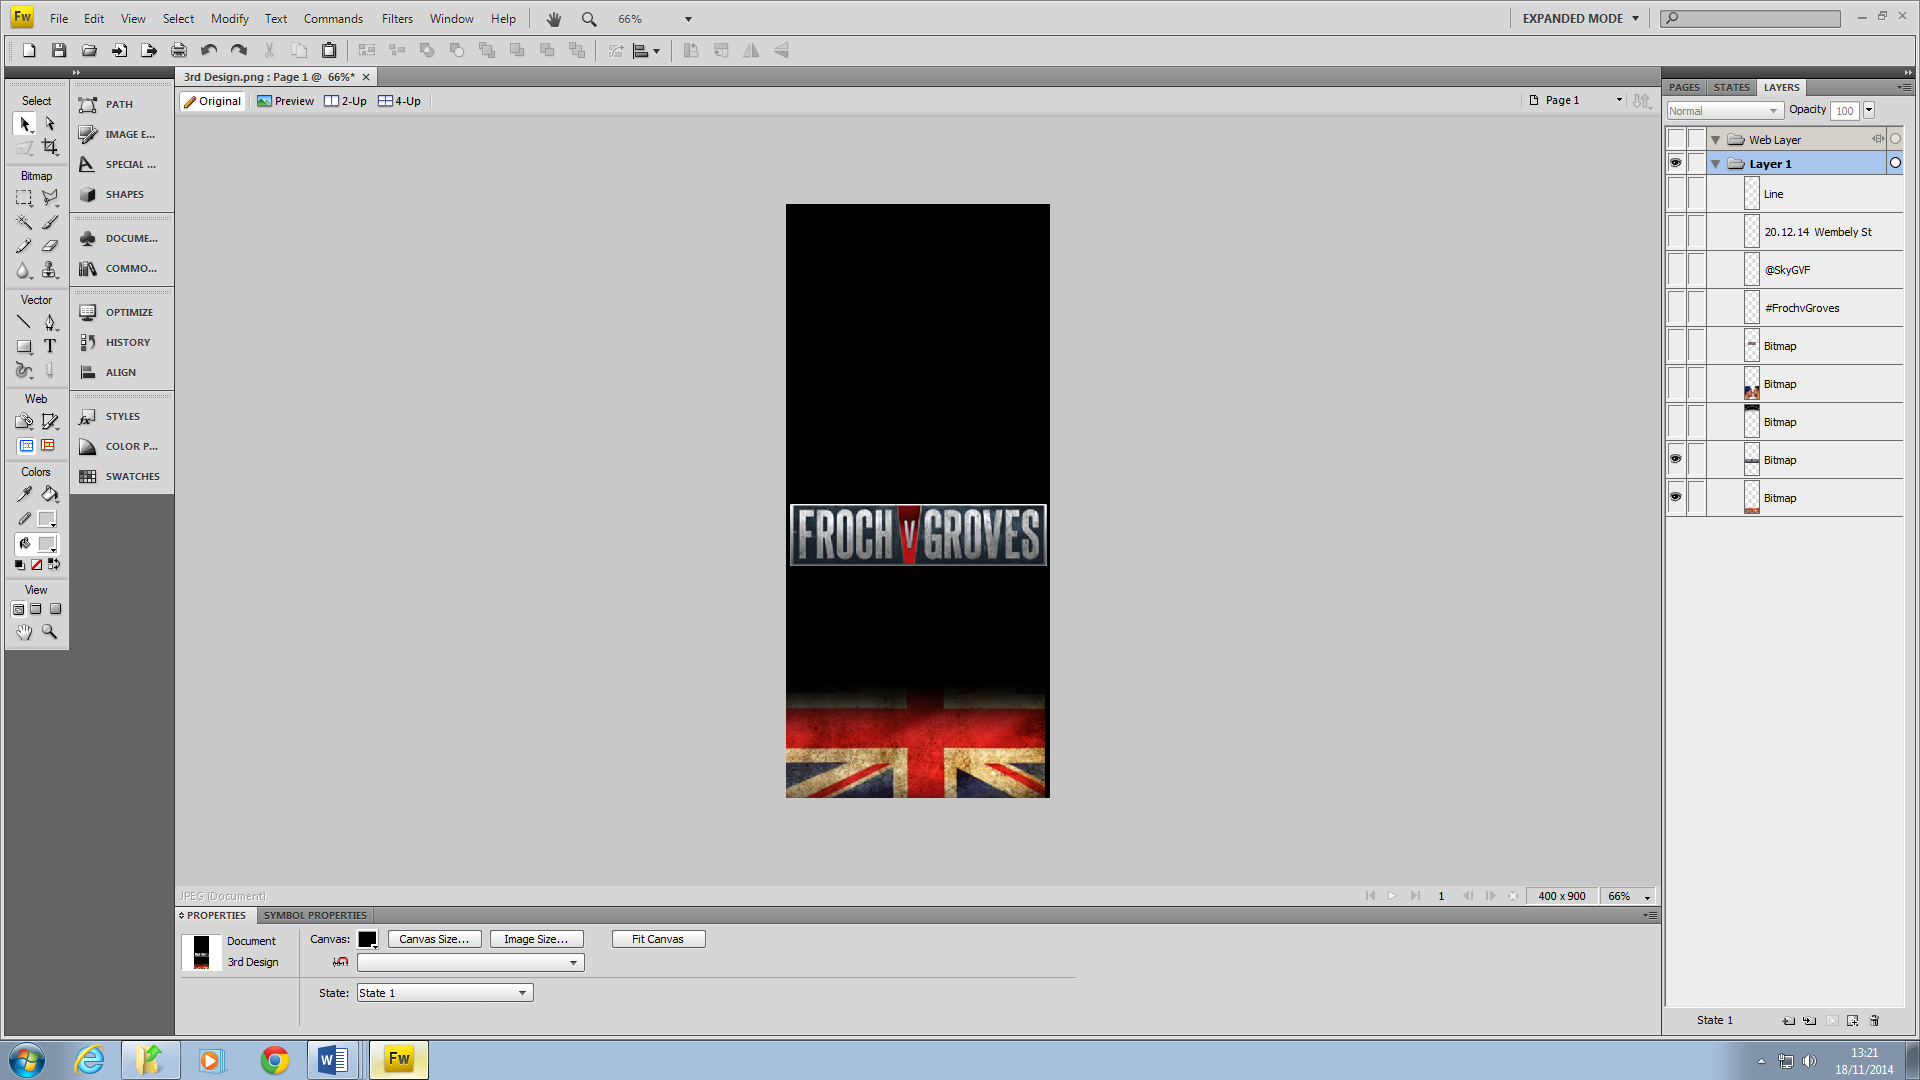 Fw File Edit View Select Modify Text Commands Filters Window Help 66% EXPANDED MODE
3rd Design.png : Page 1 @ 66%*
Original Preview 2-Up 4-Up Page 1
Select
Bitmap
Vector
T
Web
Colors
View
PATH
IMAGE E...
SPECIAL ...
SHAPES
DOCUME...
COMMO...
OPTIMIZE
HISTORY
ALIGN
STYLES
COLOR P...
SWATCHES
FROCH V GROVES
PAGES STATES LAYERS
Normal Opacity 100
Web Layer
Layer 1
Line
20.12.14 Wembely St
@SkyGVF
#FrochvGroves
Bitmap
Bitmap
Bitmap
Bitmap
Bitmap
State 1
JPEG (Document) 1 400 x 900 66%
PROPERTIES SYMBOL PROPERTIES
Document
3rd Design
Canvas: Canvas Size... Image Size... Fit Canvas
State: State 1
W Fw
13:21
18/11/2014